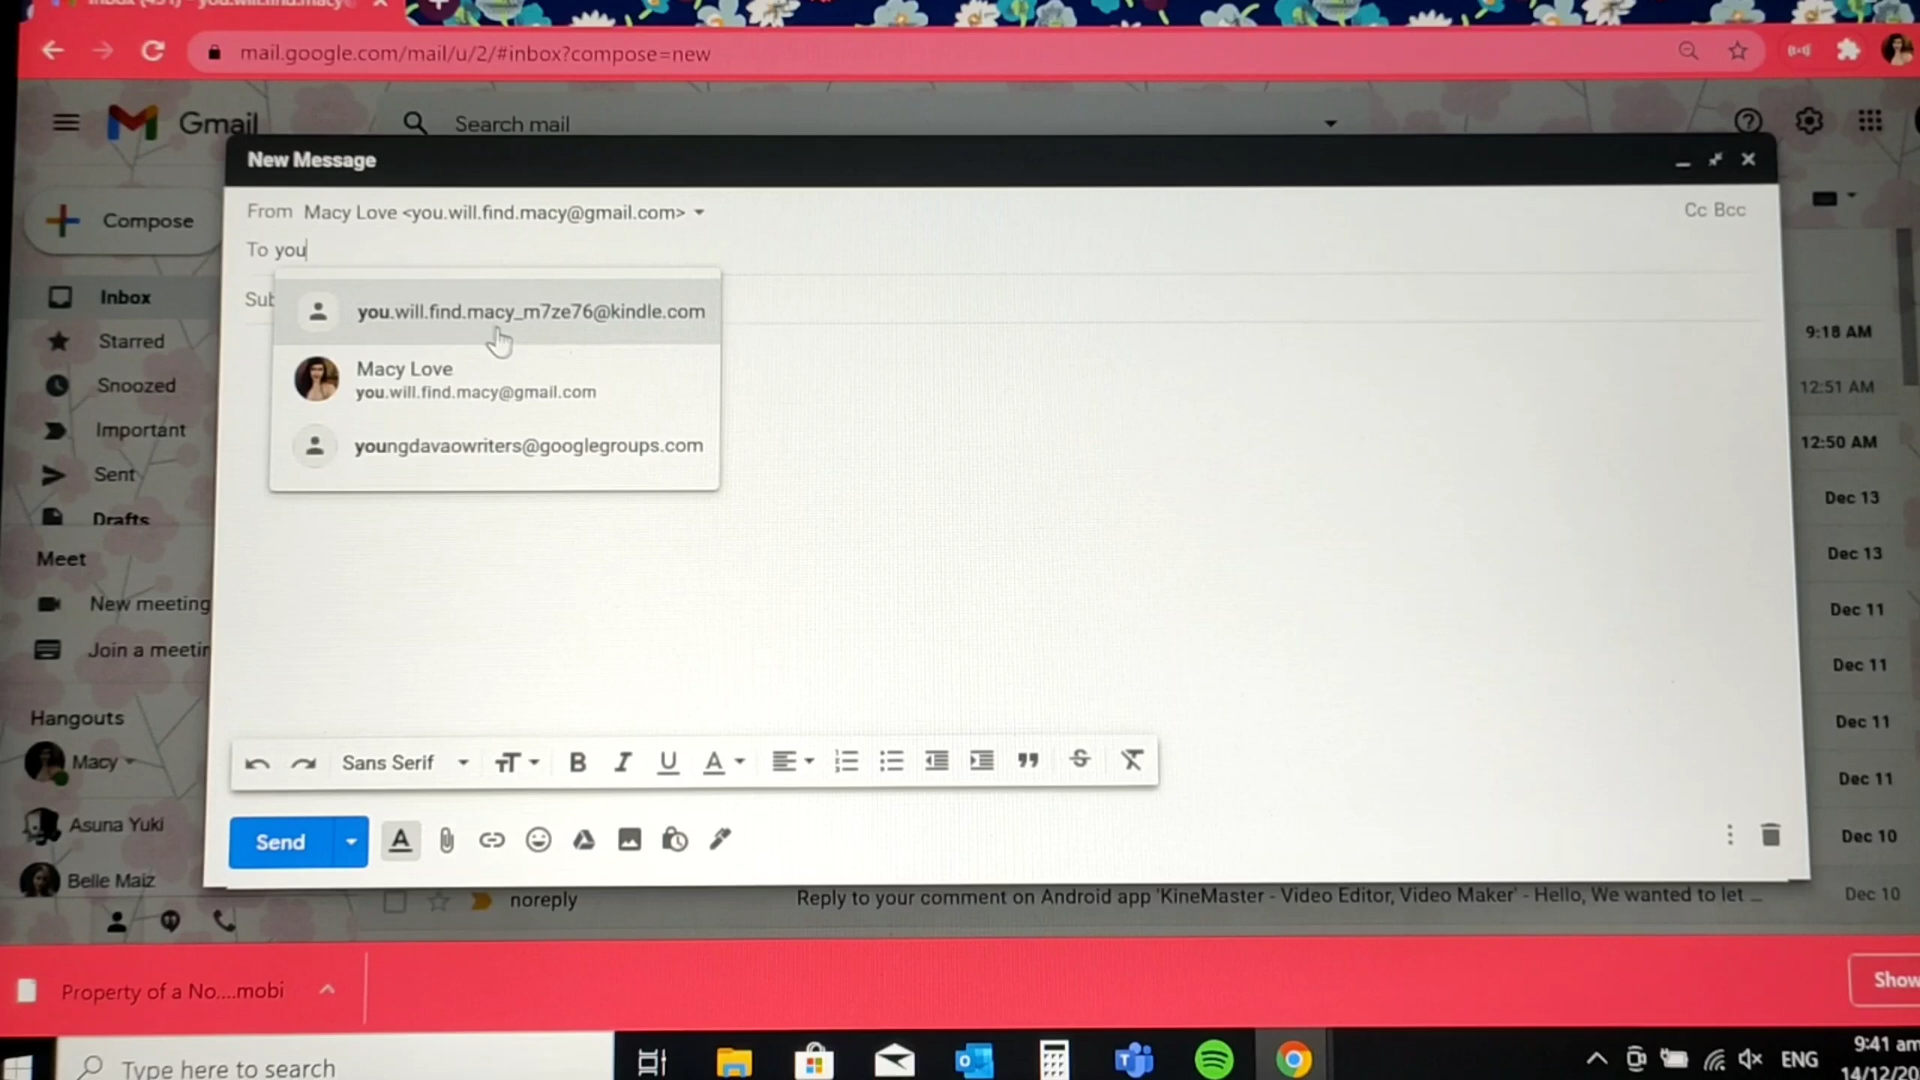 mail.google.com/mail/u/2/#inbox?compose=new
Gmail
Search mail
New Message
Compose
From Macy Love <you.will.find.macy@gmail.com>
Cc Bcc
To you
Sub
you.will.find.macy_m7ze76@kindle.com
Macy Love
you.will.find.macy@gmail.com
youngdavaowriters@googlegroups.com
Inbox
Starred
Snoozed
Important
Sent
Drafts
Meet
New meeting
Join a meetin
Hangouts
Macy
Asuna Yuki
Belle Maiz
9:18 AM
12:51 AM
12:50 AM
Dec 13
Dec 13
Dec 11
Dec 11
Dec 11
Dec 11
Dec 10
Sans Serif
Send
noreply
Reply to your comment on Android app 'KineMaster - Video Editor, Video Maker' - Hello, We wanted to let ...
Dec 10
Property of a No....mobi
Show
Type here to search
ENG
9:41 am
14/12/20